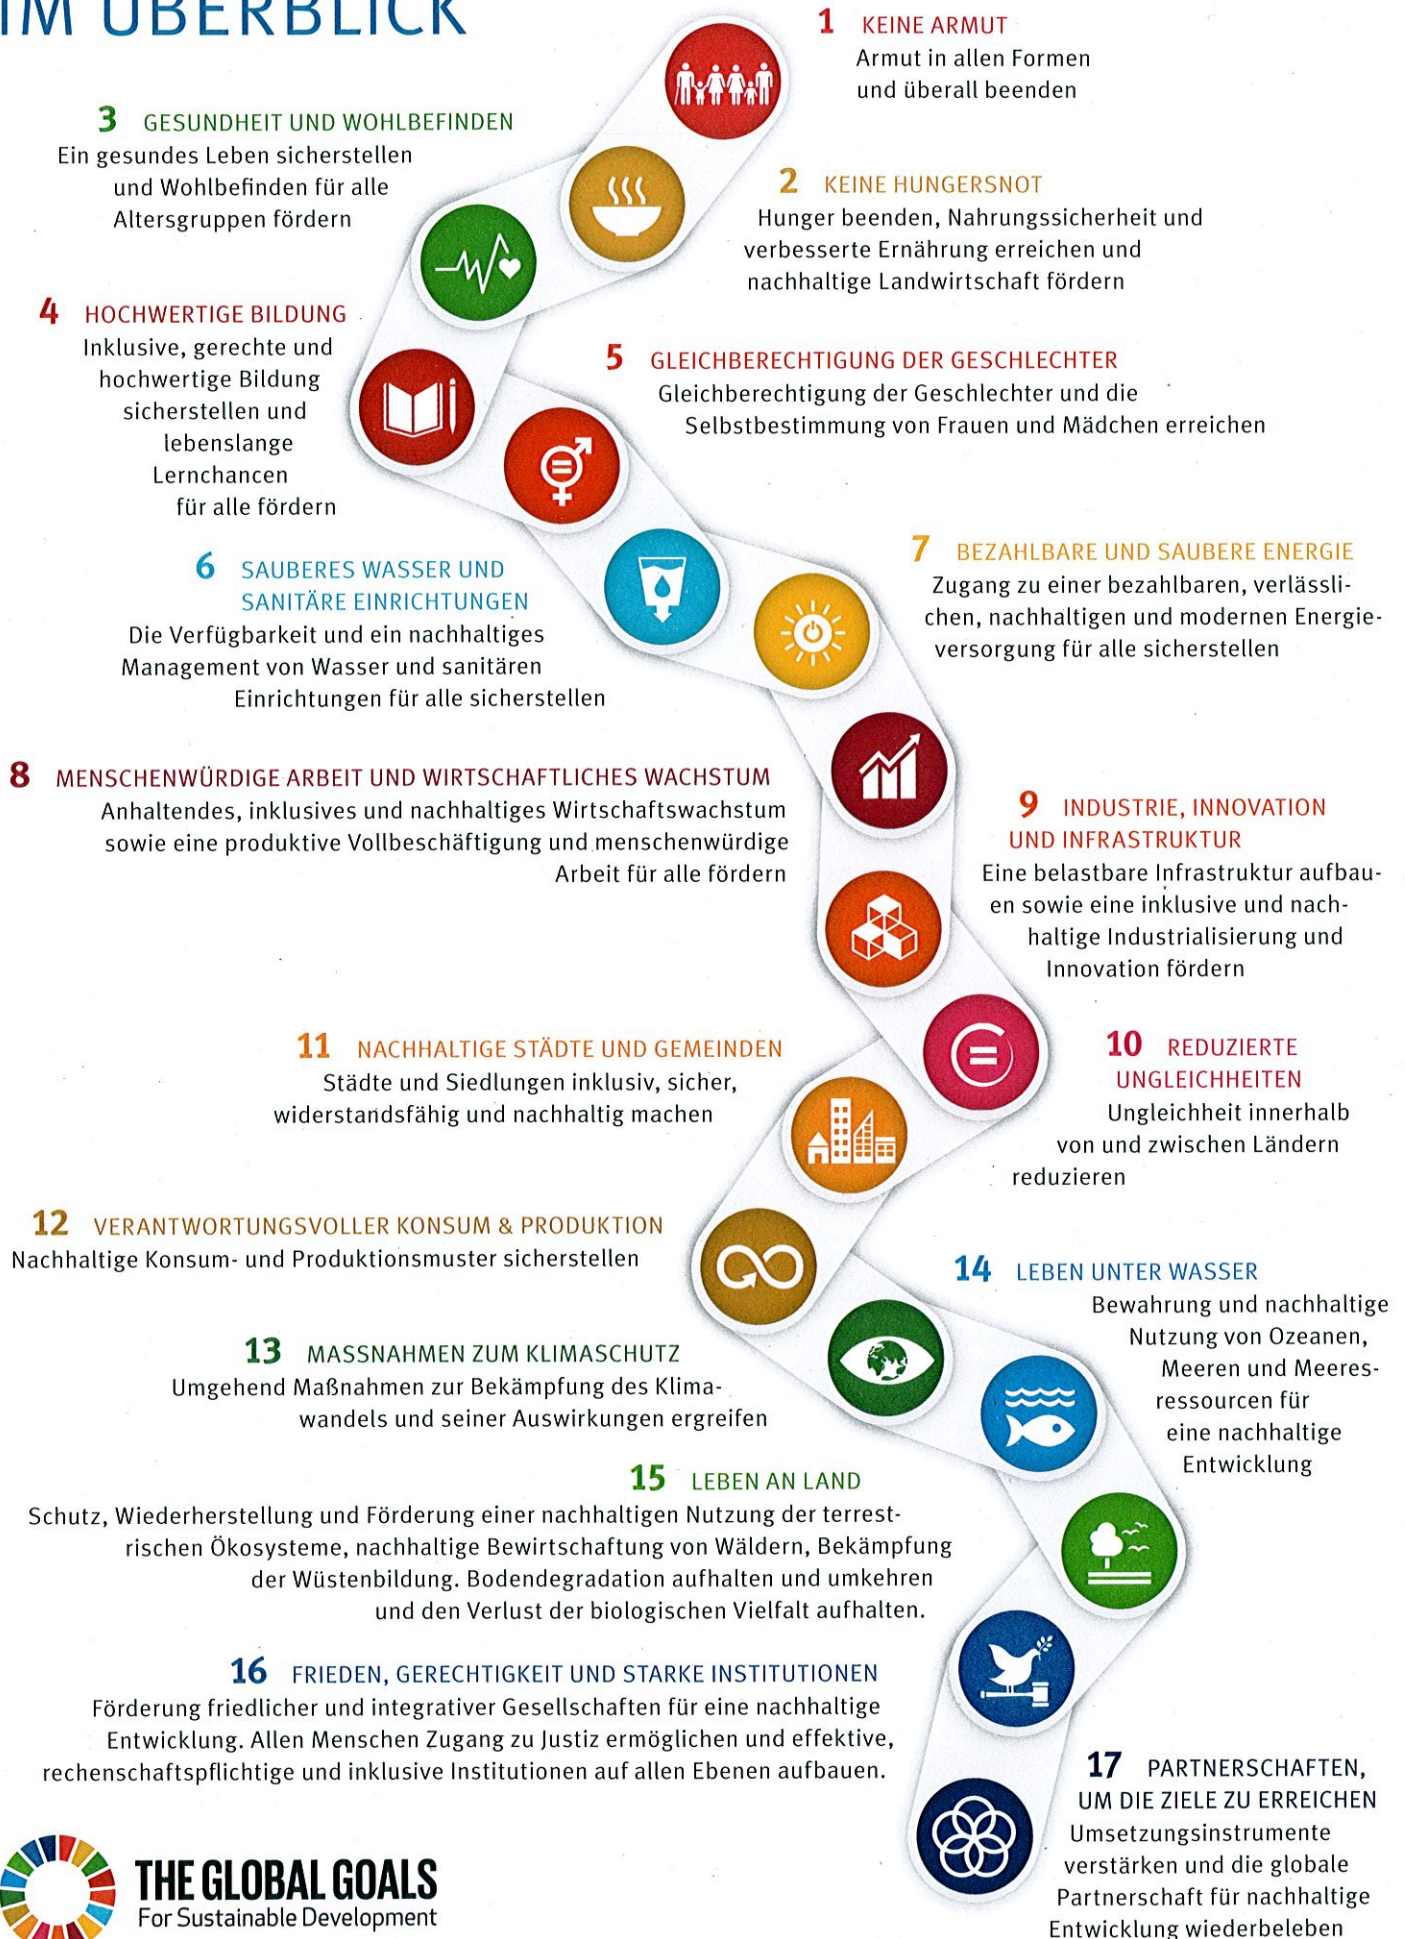 IM ÜBERBLICK
1 KEINE ARMUT
Armut in allen Formen
und überall beenden
2 KEINE HUNGERSNOT
Hunger beenden, Nahrungssicherheit und
verbesserte Ernährung erreichen und
nachhaltige Landwirtschaft fördern
3 GESUNDHEIT UND WOHLBEFINDEN
Ein gesundes Leben sicherstellen
und Wohlbefinden für alle
Altersgruppen fördern
4 HOCHWERTIGE BILDUNG
Inklusive, gerechte und
hochwertige Bildung
sicherstellen und
lebenslange
Lernchancen
für alle fördern
5 GLEICHBERECHTIGUNG DER GESCHLECHTER
Gleichberechtigung der Geschlechter und die
Selbstbestimmung von Frauen und Mädchen erreichen
6 SAUBERES WASSER UND
SANITÄRE EINRICHTUNGEN
Die Verfügbarkeit und ein nachhaltiges
Management von Wasser und sanitären
Einrichtungen für alle sicherstellen
7 BEZAHLBARE UND SAUBERE ENERGIE
Zugang zu einer bezahlbaren, verlässli-
chen, nachhaltigen und modernen Energie-
versorgung für alle sicherstellen
8 MENSCHENWÜRDIGE ARBEIT UND WIRTSCHAFTLICHES WACHSTUM
Anhaltendes, inklusives und nachhaltiges Wirtschaftswachstum
sowie eine produktive Vollbeschäftigung und menschenwürdige
Arbeit für alle fördern
9 INDUSTRIE, INNOVATION
UND INFRASTRUKTUR
Eine belastbare Infrastruktur aufbau-
en sowie eine inklusive und nach-
haltige Industrialisierung und
Innovation fördern
10 REDUZIERTE
UNGLEICHHEITEN
Ungleichheit innerhalb
von und zwischen Ländern
reduzieren
11 NACHHALTIGE STÄDTE UND GEMEINDEN
Städte und Siedlungen inklusiv, sicher,
widerstandsfähig und nachhaltig machen
12 VERANTWORTUNGSVOLLER KONSUM & PRODUKTION
Nachhaltige Konsum- und Produktionsmuster sicherstellen
13 MASSNAHMEN ZUM KLIMASCHUTZ
Umgehend Maßnahmen zur Bekämpfung des Klima-
wandels und seiner Auswirkungen ergreifen
14 LEBEN UNTER WASSER
Bewahrung und nachhaltige
Nutzung von Ozeanen,
Meeren und Meeres-
ressourcen für
eine nachhaltige
Entwicklung
15 LEBEN AN LAND
Schutz, Wiederherstellung und Förderung einer nachhaltigen Nutzung der terrest-
rischen Ökosysteme, nachhaltige Bewirtschaftung von Wäldern, Bekämpfung
der Wüstenbildung. Bodendegradation aufhalten und umkehren
und den Verlust der biologischen Vielfalt aufhalten.
16 FRIEDEN, GERECHTIGKEIT UND STARKE INSTITUTIONEN
Förderung friedlicher und integrativer Gesellschaften für eine nachhaltige
Entwicklung. Allen Menschen Zugang zu Justiz ermöglichen und effektive,
rechenschaftspflichtige und inklusive Institutionen auf allen Ebenen aufbauen.
17 PARTNERSCHAFTEN,
UM DIE ZIELE ZU ERREICHEN
Umsetzungsinstrumente
verstärken und die globale
Partnerschaft für nachhaltige
Entwicklung wiederbeleben
THE GLOBAL GOALS
For Sustainable Development